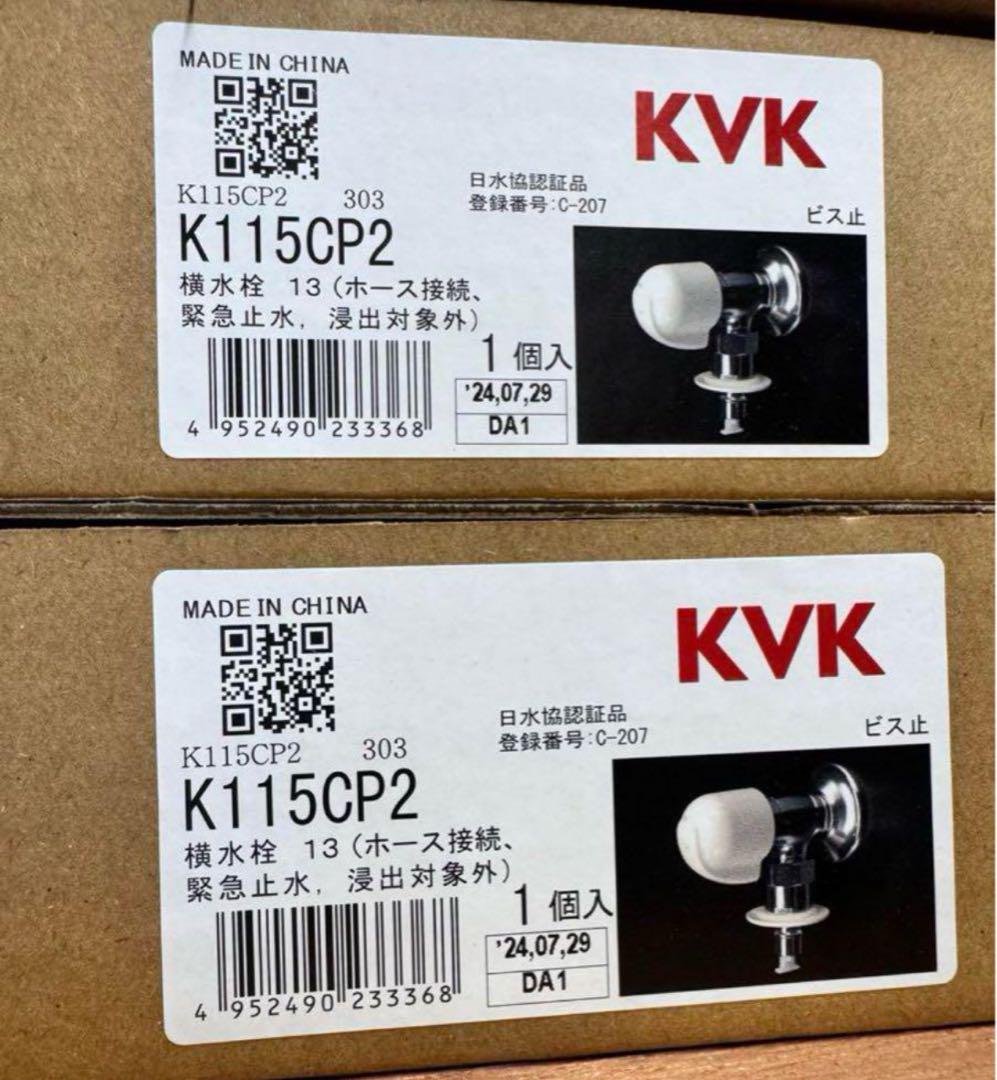 MADE IN CHINA
KVK
K115CP2 303
日水協認証品
登録番号:C-207
ビス止
K115CP2
横水栓 13(ホース接続、
緊急止水, 浸出対象外)
1個入
'24,07,29
DA1
4 952490 233368
MADE IN CHINA
KVK
K115CP2 303
日水協認証品
登録番号:C-207
ビス止
K115CP2
横水栓 13(ホース接続、
緊急止水, 浸出対象外)
1個入
'24,07,29
DA1
4 952490 233368